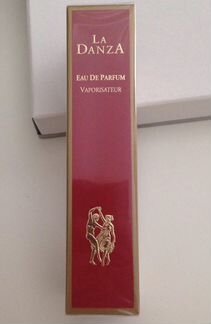 LA
DANZA
EAU DE PARFUM
VAPORISATEUR